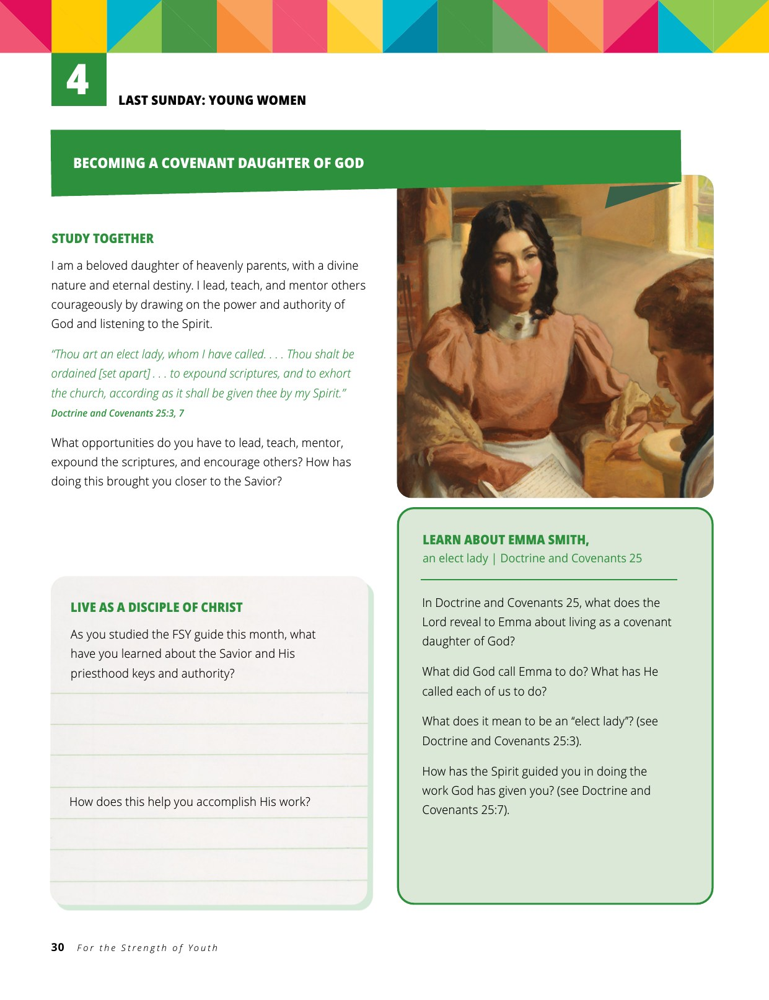 4
LAST SUNDAY: YOUNG WOMEN
BECOMING A COVENANT DAUGHTER OF GOD
STUDY TOGETHER
I am a beloved daughter of heavenly parents, with a divine
nature and eternal destiny. I lead, teach, and mentor others
courageously by drawing on the power and authority of
God and listening to the Spirit.
“Thou art an elect lady, whom I have called. . . . Thou shalt be
ordained [set apart] . . . to expound scriptures, and to exhort
the church, according as it shall be given thee by my Spirit.”
Doctrine and Covenants 25:3, 7
What opportunities do you have to lead, teach, mentor,
expound the scriptures, and encourage others? How has
doing this brought you closer to the Savior?
LIVE AS A DISCIPLE OF CHRIST
As you studied the FSY guide this month, what
have you learned about the Savior and His
priesthood keys and authority?
How does this help you accomplish His work?
LEARN ABOUT EMMA SMITH,
an elect lady | Doctrine and Covenants 25
In Doctrine and Covenants 25, what does the
Lord reveal to Emma about living as a covenant
daughter of God?
What did God call Emma to do? What has He
called each of us to do?
What does it mean to be an “elect lady”? (see
Doctrine and Covenants 25:3).
How has the Spirit guided you in doing the
work God has given you? (see Doctrine and
Covenants 25:7).
30 For the Strength of Youth